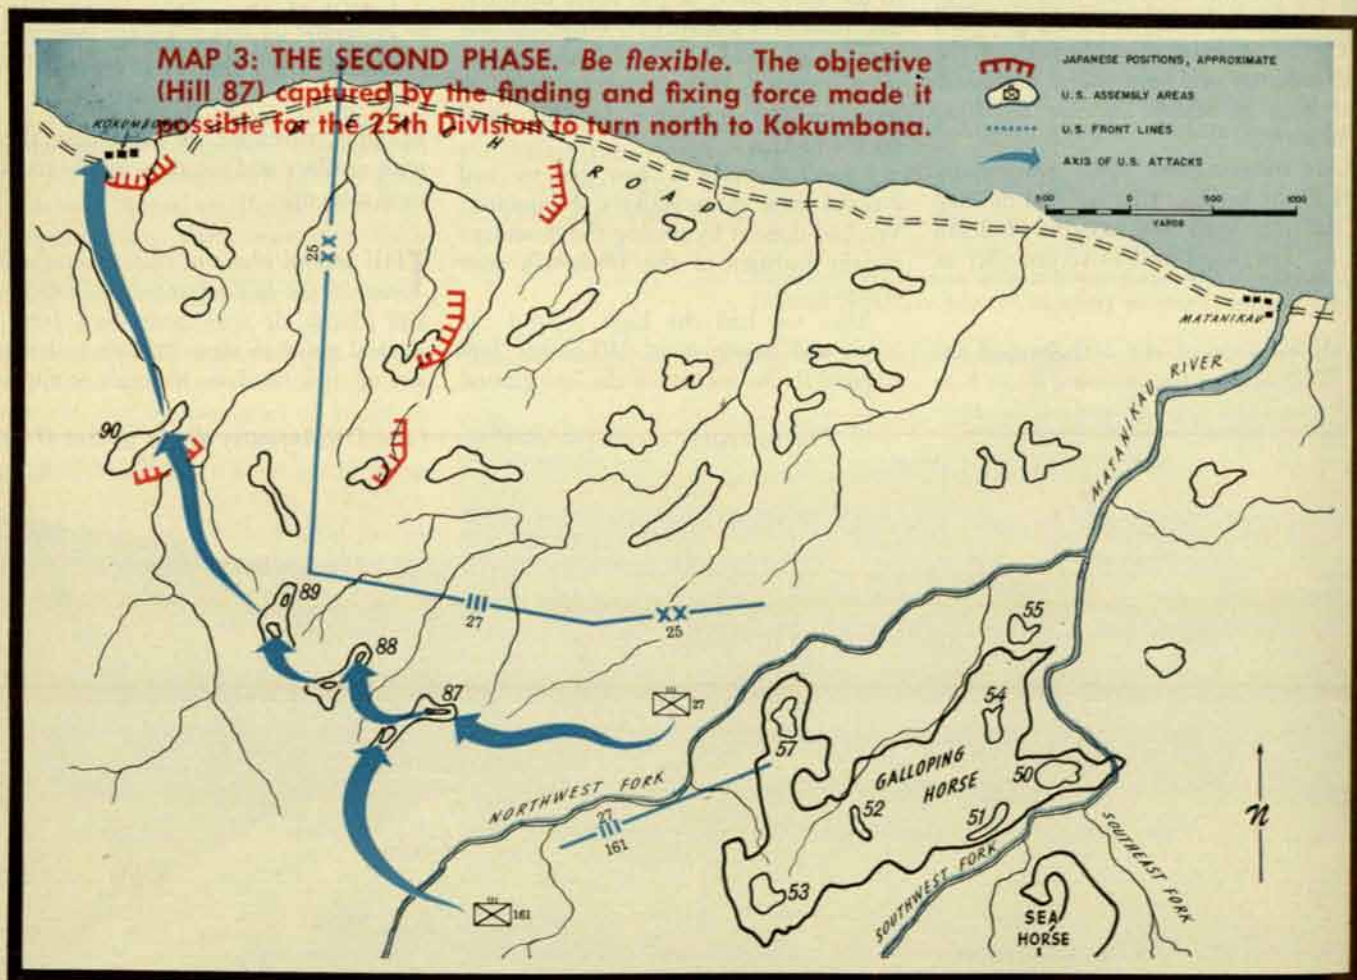 MAP 3: THE SECOND PHASE. Be flexible. The objective
(Hill 87) captured by the finding and fixing force made it
possible for the 25th Division to turn north to Kokumbona.
JAPANESE POSITIONS, APPROXIMATE
U.S. ASSEMBLY AREAS
U.S. FRONT LINES
AXIS OF U.S. ATTACKS
500 0 500 1000
YARDS
KOKUMBONA
BEACH ROAD
25
XX
MATANIKAU
MATANIKAU RIVER
90
89
III
27
XX
25
88
87
27
55
54
57
50
GALLOPING
HORSE
52
51
53
NORTHWEST FORK
27
III
161
161
SOUTHWEST FORK
SOUTHEAST FORK
SEA
HORSE
N